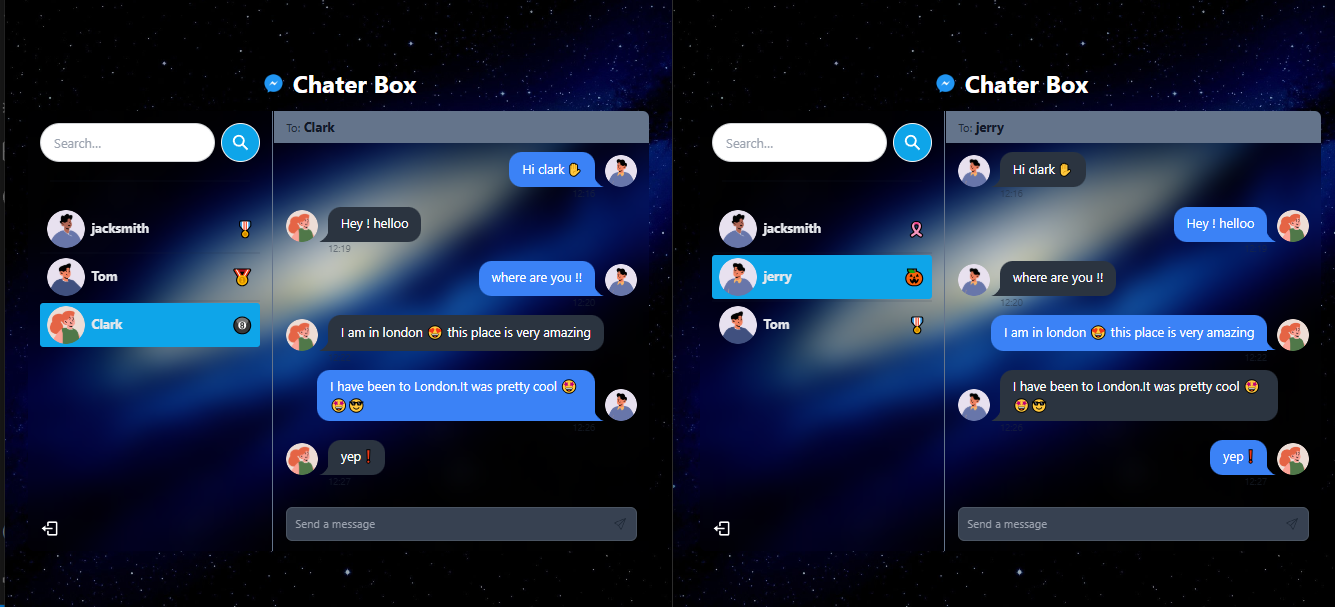 Chater Box
Search...
jacksmith
Tom
Clark
To: Clark
Hi clark ✋
Hey ! helloo
12:19
where are you !!
12:20
I am in london 😍 this place is very amazing
I have been to London.It was pretty cool 🤩
🤩😎
12:26
yep❗
12:27
Send a message
Chater Box
Search...
jacksmith
jerry
Tom
To: jerry
Hi clark ✋
12:18
Hey ! helloo
where are you !!
12:20
I am in london 😍 this place is very amazing
12:22
I have been to London.It was pretty cool 🤩
🤩😎
12:26
yep❗
12:27
Send a message